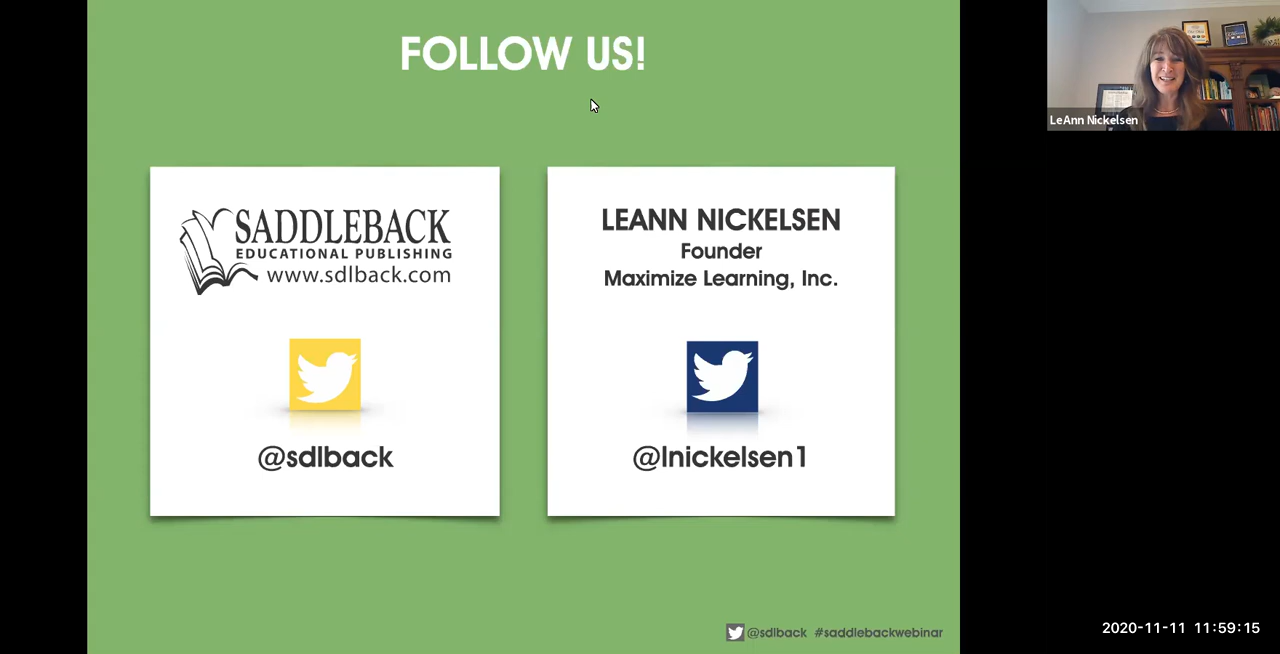 FOLLOW US!
SADDLEBACK
EDUCATIONAL PUBLISHING
www.sdlback.com
@sdlback
LEANN NICKELSEN
Founder
Maximize Learning, Inc.
@lnickelsen1
@sdlback #saddlebackwebinar
LeAnn Nickelsen
2020-11-11 11:59:15